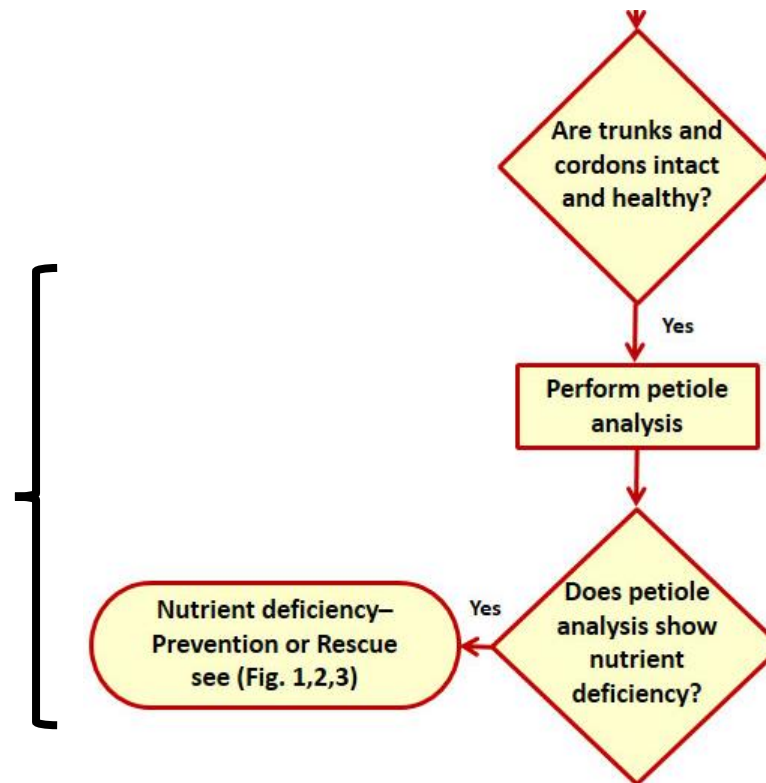 Are trunks and
cordons intact
and healthy?
Yes
Perform petiole
analysis
Does petiole
analysis show
nutrient
deficiency?
Yes
Nutrient deficiency–
Prevention or Rescue
see (Fig. 1,2,3)